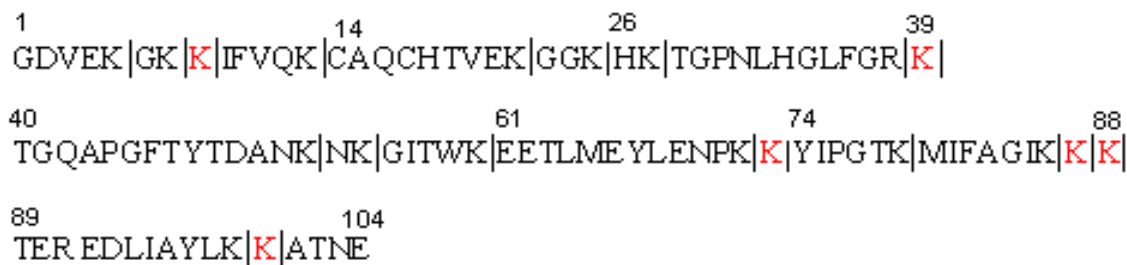 1 14 26 39
GDVEK|GK|K|IFVQK|CAQCHTVEK|GGK|HK|TGPNLHGLFGR|K|
40 61 74 88
TGQAPGFTYTDANK|NK|GITWK|EETLMEYLENPK|K|YIPGTK|MIFAGIK|K|K|
89 104
TER EDLIAYLK|K|ATNE